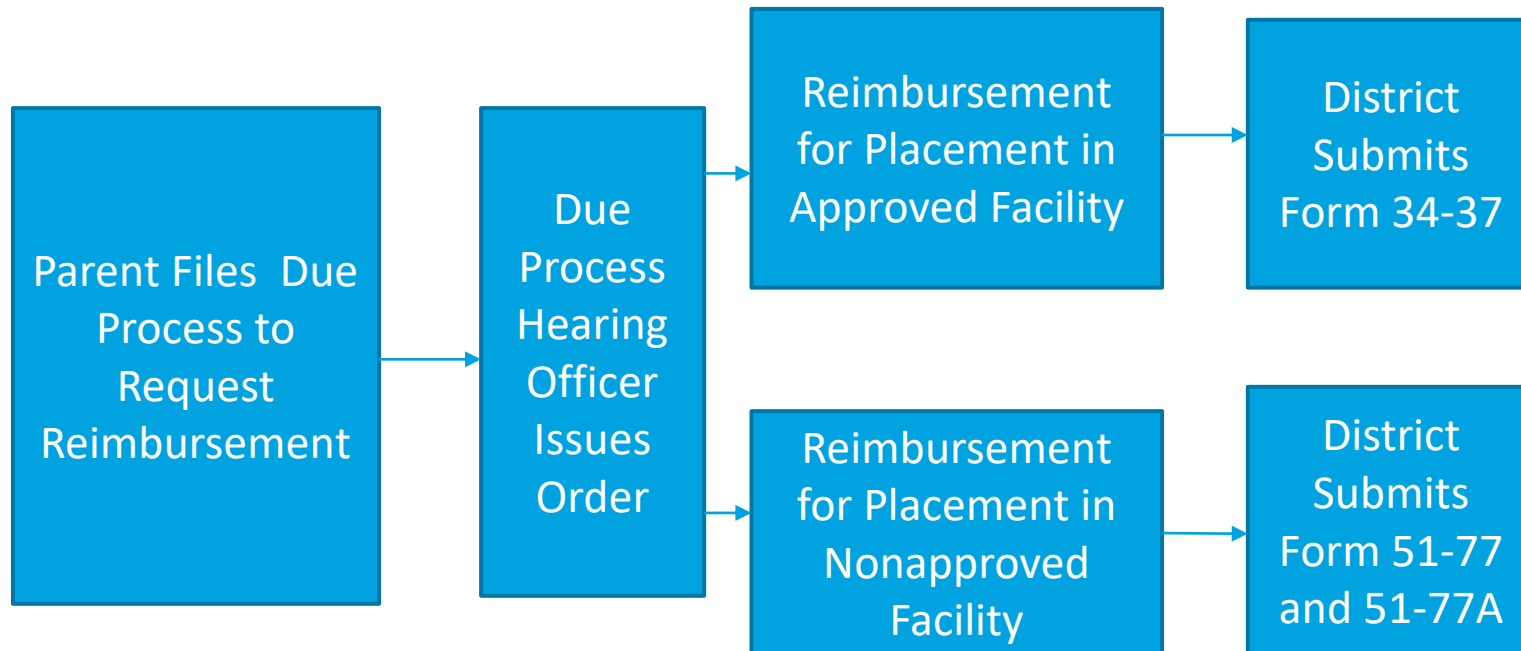 Parent Files  Due
Process to
Request
Reimbursement
Due
Process
Hearing
Officer
Issues
Order
Reimbursement
for Placement in
Approved Facility
District
Submits
Form 34-37
Reimbursement
for Placement in
Nonapproved
Facility
District
Submits
Form 51-77
and 51-77A